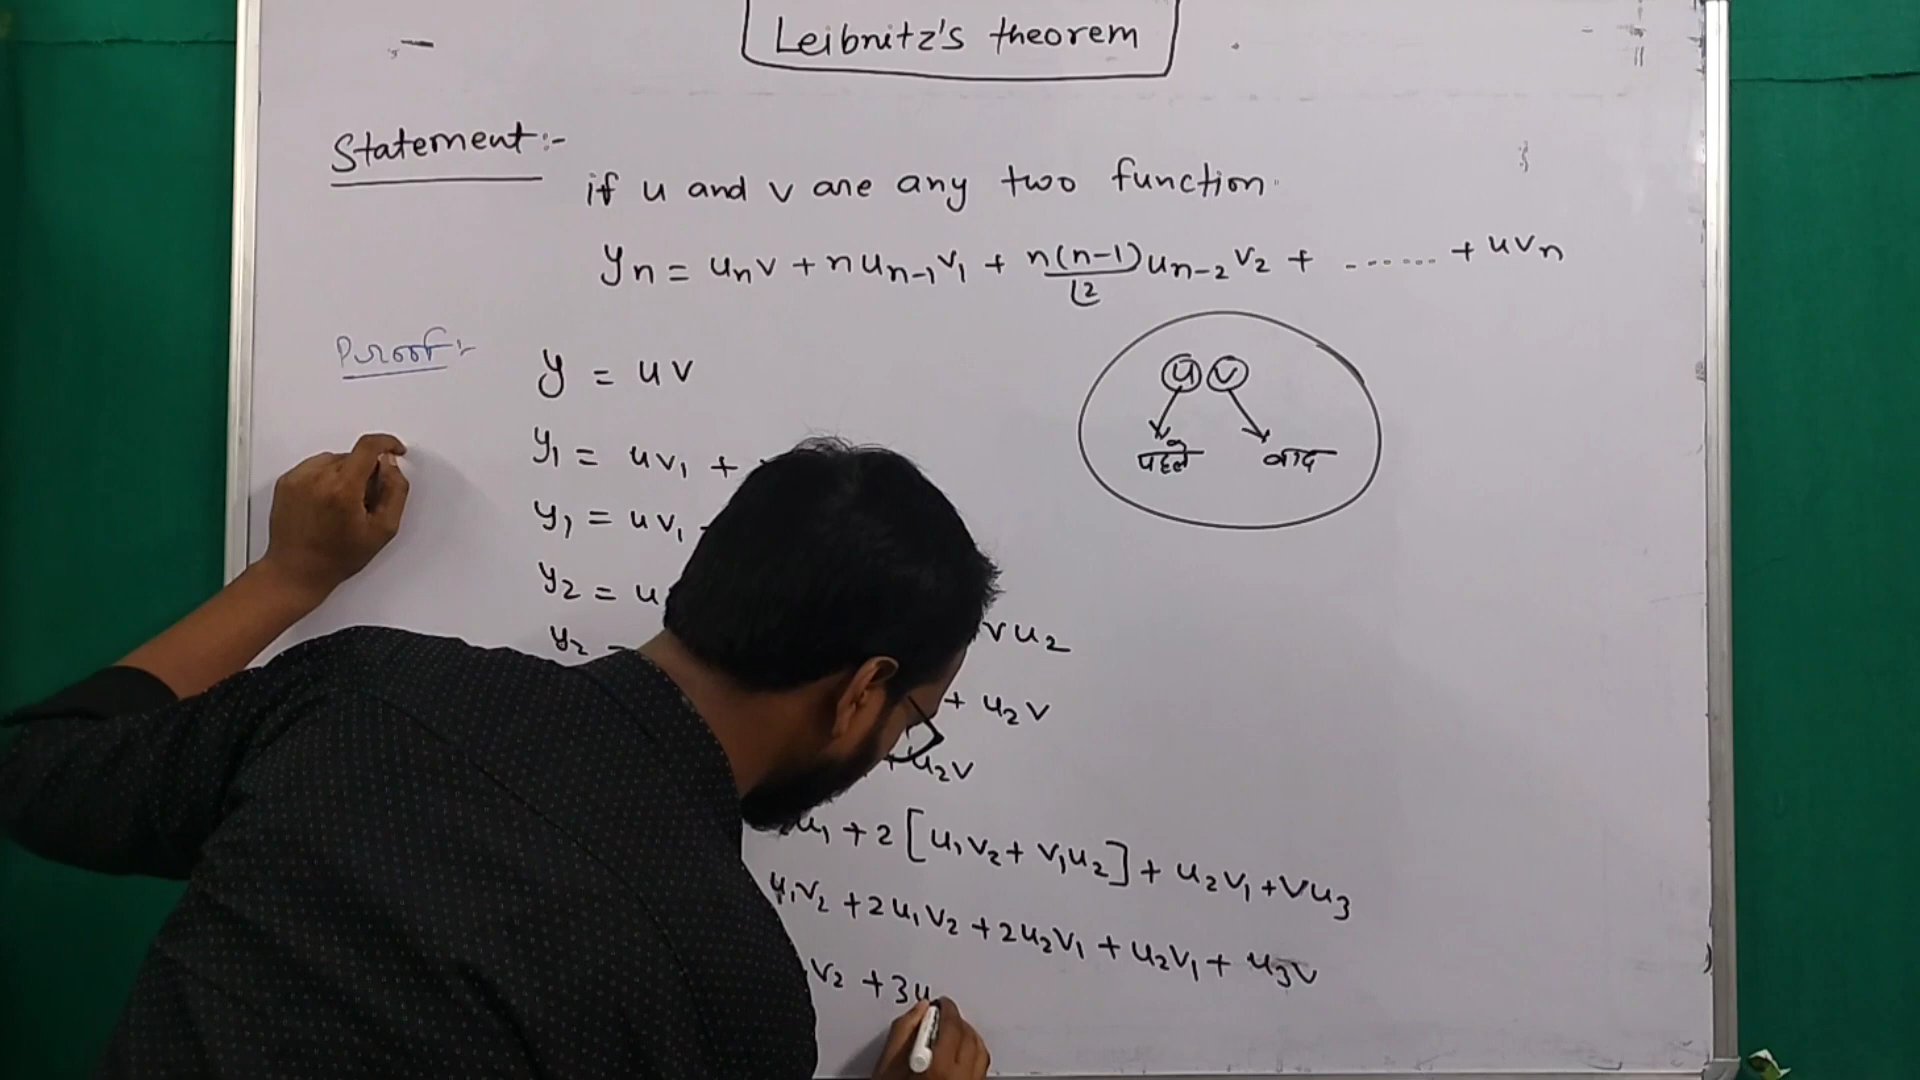 Leibnitz's theorem
Statement:-
if u and v are any two function
yn = unv + nun-1v1 + n(n-1)/⌊2 un-2v2 + ...... + uvn
Proof:-
y = uv
u v
पहले बाद
y1 = uv1 +
y1 = uv1
y2 = u
y2 vu2
+ u2v
+u2v
u1 + 2[u1v2 + v1u2] + u2v1 + vu3
u1v2 + 2u1v2 + 2u2v1 + u2v1 + u3v
v2 + 3u